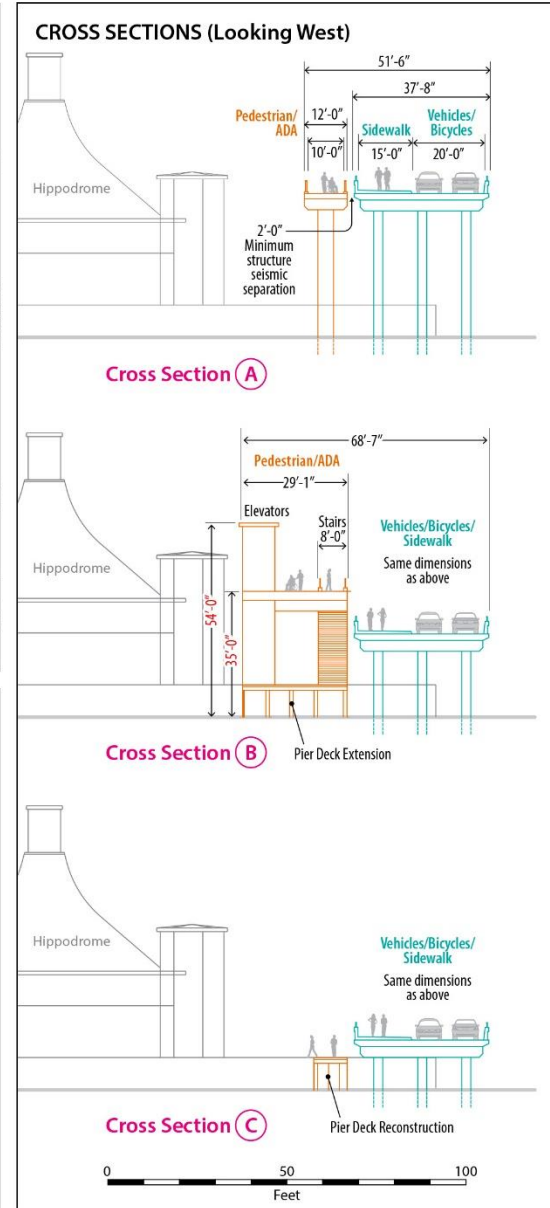 CROSS SECTIONS (Looking West)
51'-6"
37'-8"
Pedestrian/
ADA
12'-0"
10'-0"
Sidewalk
15'-0"
Vehicles/
Bicycles
20'-0"
Hippodrome
2'-0"
Minimum
structure
seismic
separation
Cross Section A
68'-7"
Pedestrian/ADA
29'-1"
Elevators
Stairs
8'-0"
Vehicles/Bicycles/
Sidewalk
Same dimensions
as above
Hippodrome
54'-0"
35'-0"
Cross Section B
Pier Deck Extension
Hippodrome
Vehicles/Bicycles/
Sidewalk
Same dimensions
as above
Cross Section C
Pier Deck Reconstruction
0 50 100
Feet